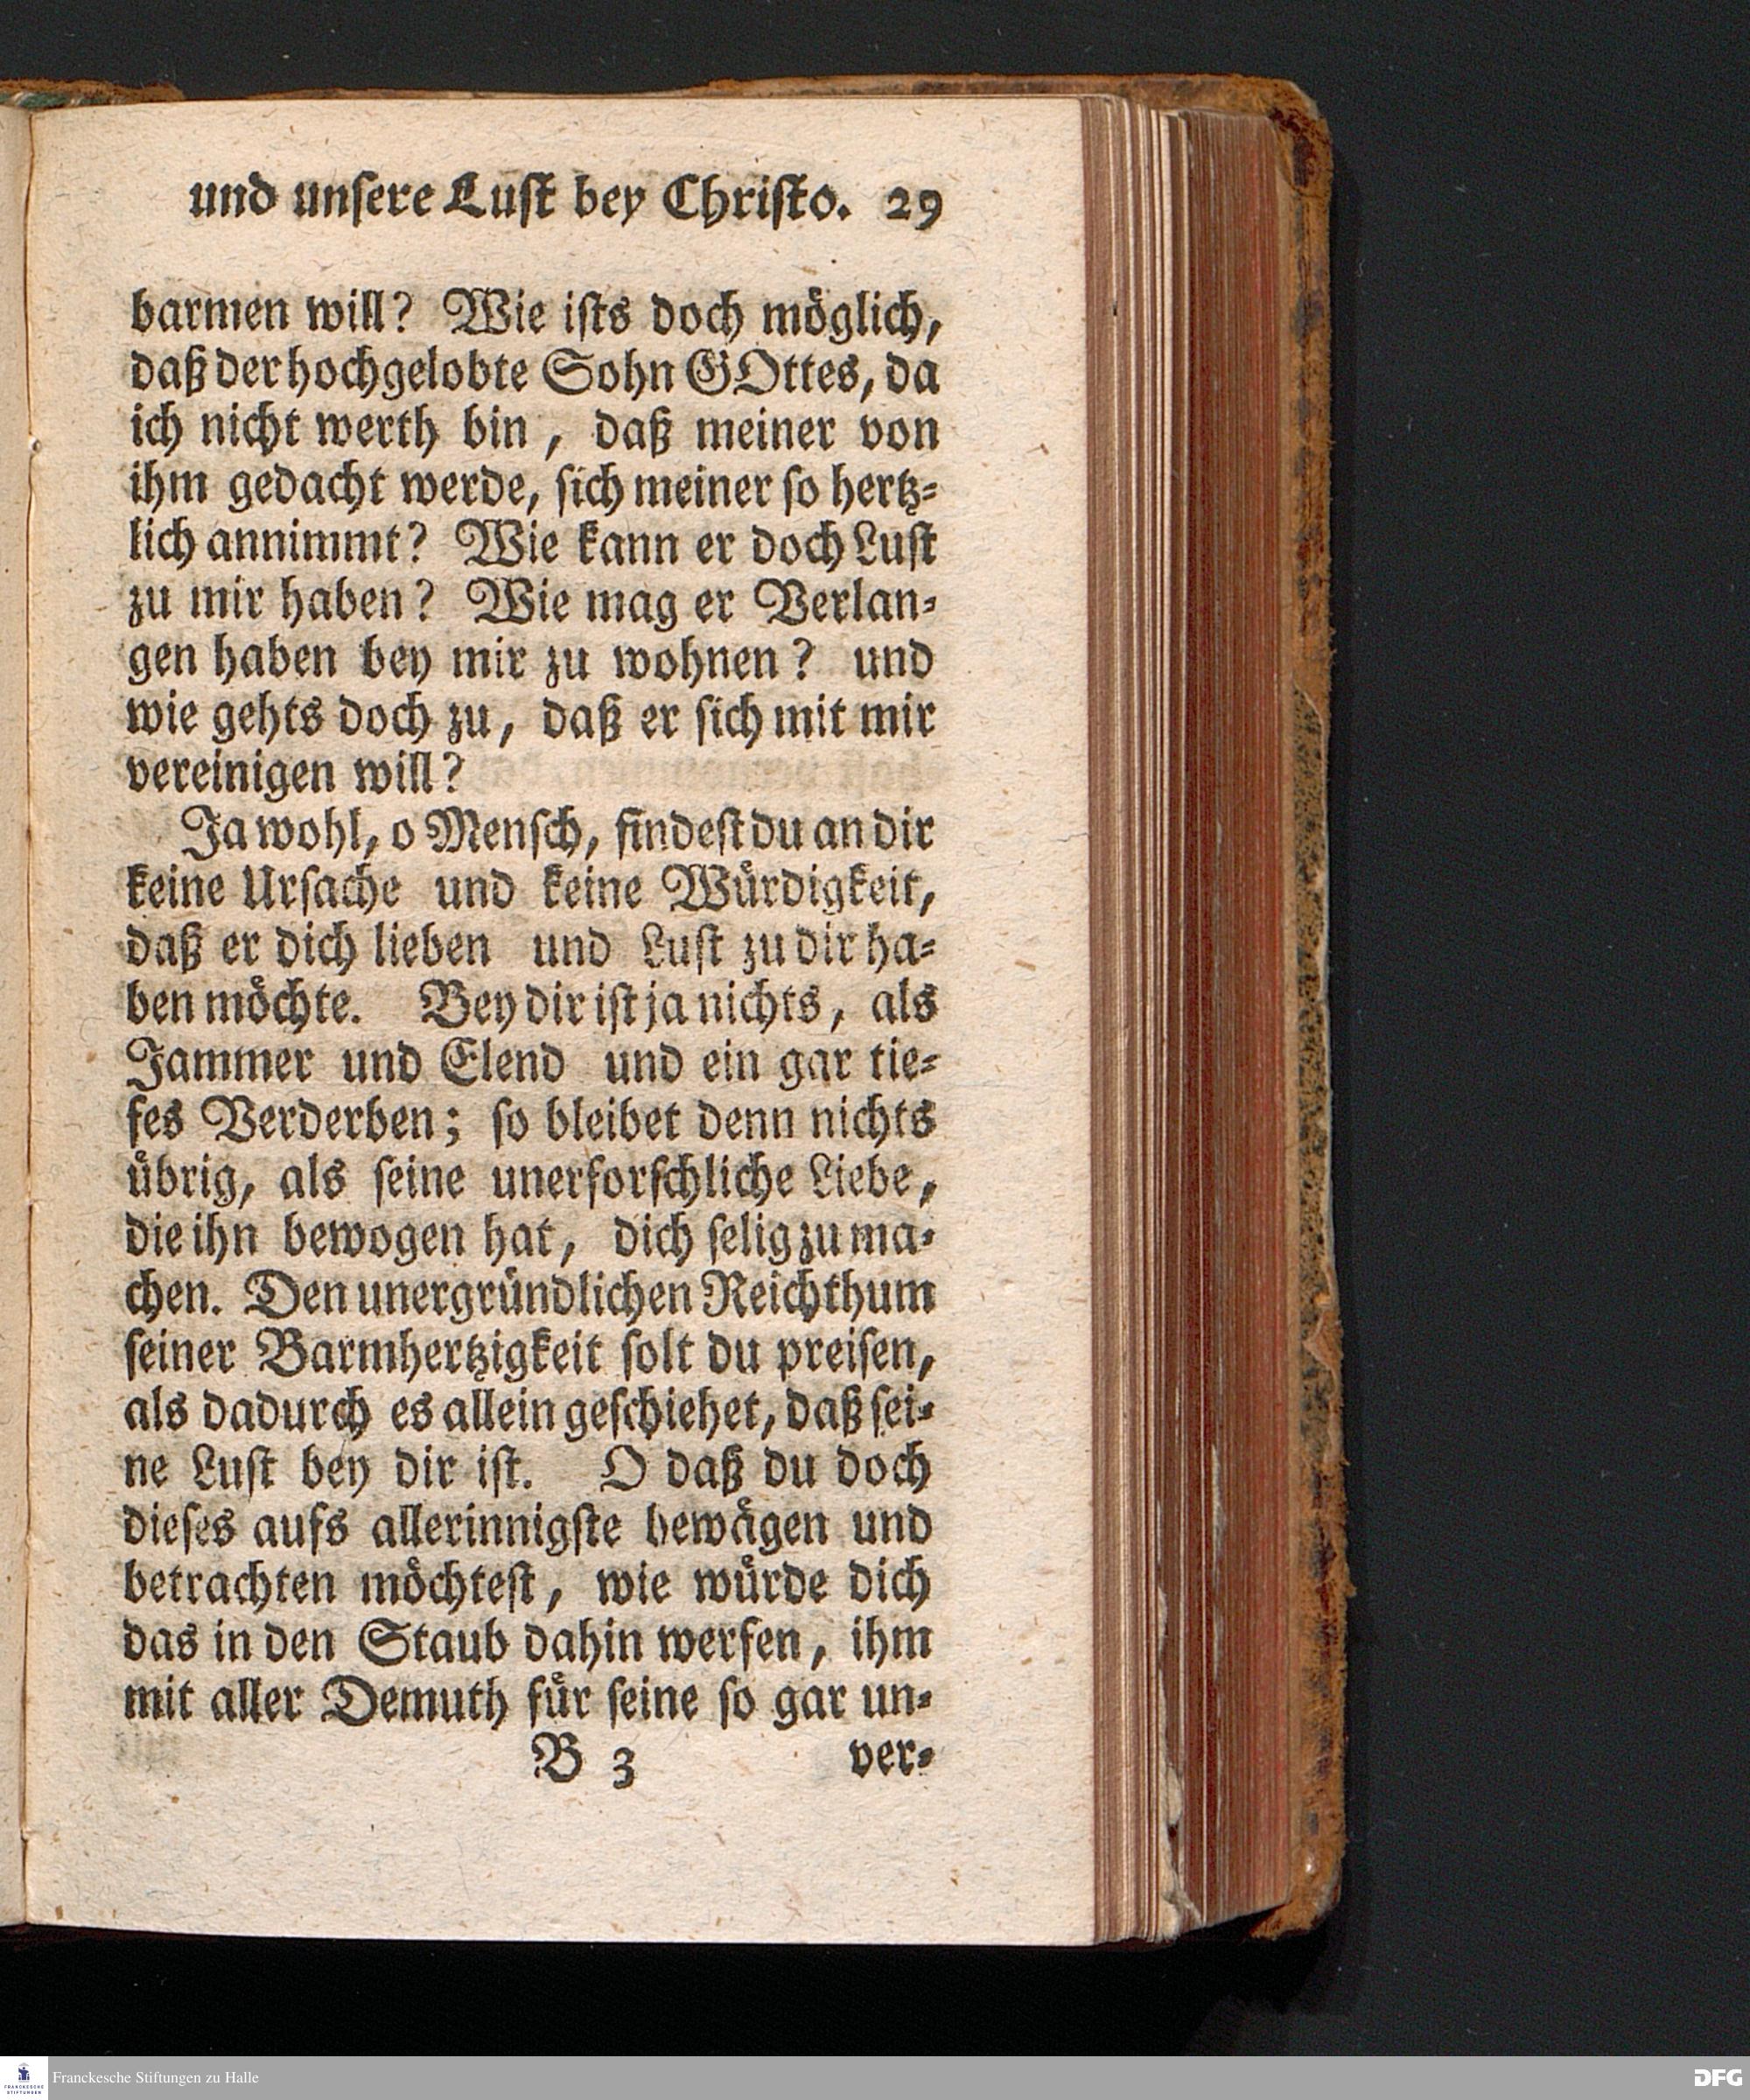 und unſere Luſt bey Chriſto. 29
barmen will? Wie iſts doch möglich,
daß der hochgelobte Sohn GOttes, da
ich nicht werth bin, daß meiner von
ihm gedacht werde, ſich meiner ſo hertz-
lich annimmt? Wie kann er doch Luſt
zu mir haben? Wie mag er Verlan-
gen haben bey mir zu wohnen? und
wie gehts doch zu, daß er ſich mit mir
vereinigen will?
Ja wohl, o Menſch, findeſt du an dir
keine Urſache und keine Würdigkeit,
daß er dich lieben und Luſt zu dir ha-
ben möchte. Bey dir iſt ja nichts, als
Jammer und Elend und ein gar tie-
fes Verderben; ſo bleibet denn nichts
übrig, als ſeine unerforſchliche Liebe,
die ihn bewogen hat, dich ſelig zu ma-
chen. Den unergründlichen Reichthum
ſeiner Barmhertzigkeit ſolt du preiſen,
als dadurch es allein geſchiehet, daß ſei-
ne Luſt bey dir iſt. O daß du doch
dieſes aufs allerinnigſte bewägen und
betrachten möchteſt, wie würde dich
das in den Staub dahin werfen, ihm
mit aller Demuth für ſeine ſo gar un-
B 3 ver-
FRANCKESCHE
STIFTUNGEN
Franckesche Stiftungen zu Halle
DFG